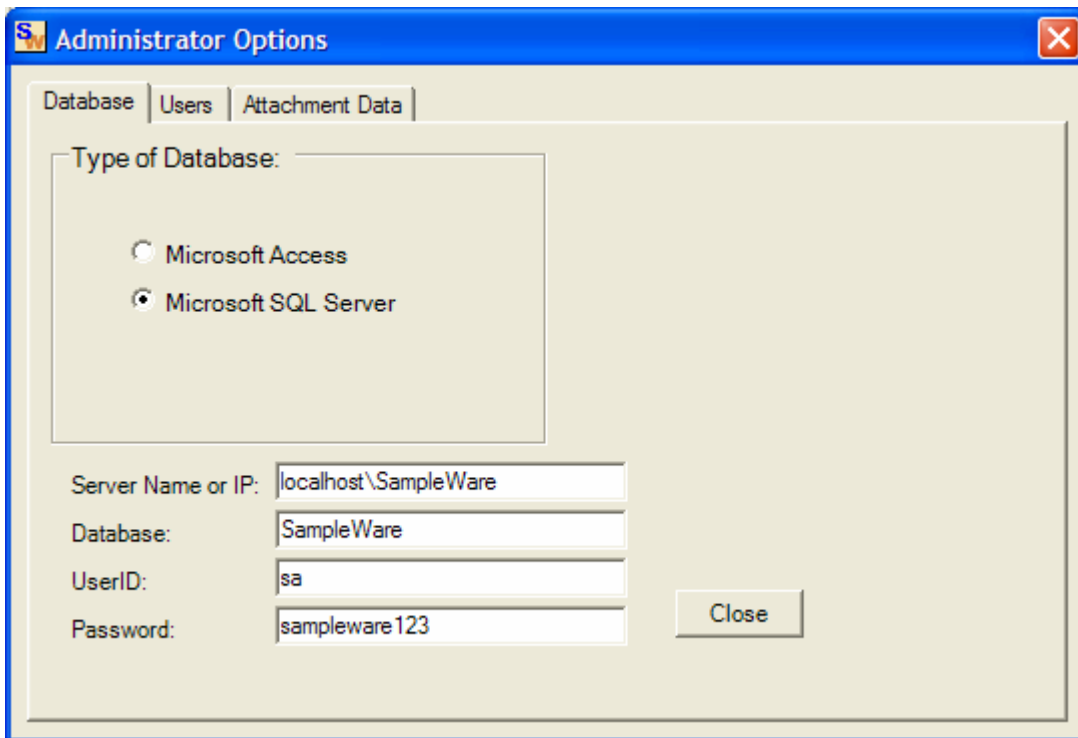 SW Administrator Options
Database Users Attachment Data
Type of Database:
Microsoft Access
Microsoft SQL Server
Server Name or IP: localhost\SampleWare
Database: SampleWare
UserID: sa
Password: sampleware123
Close